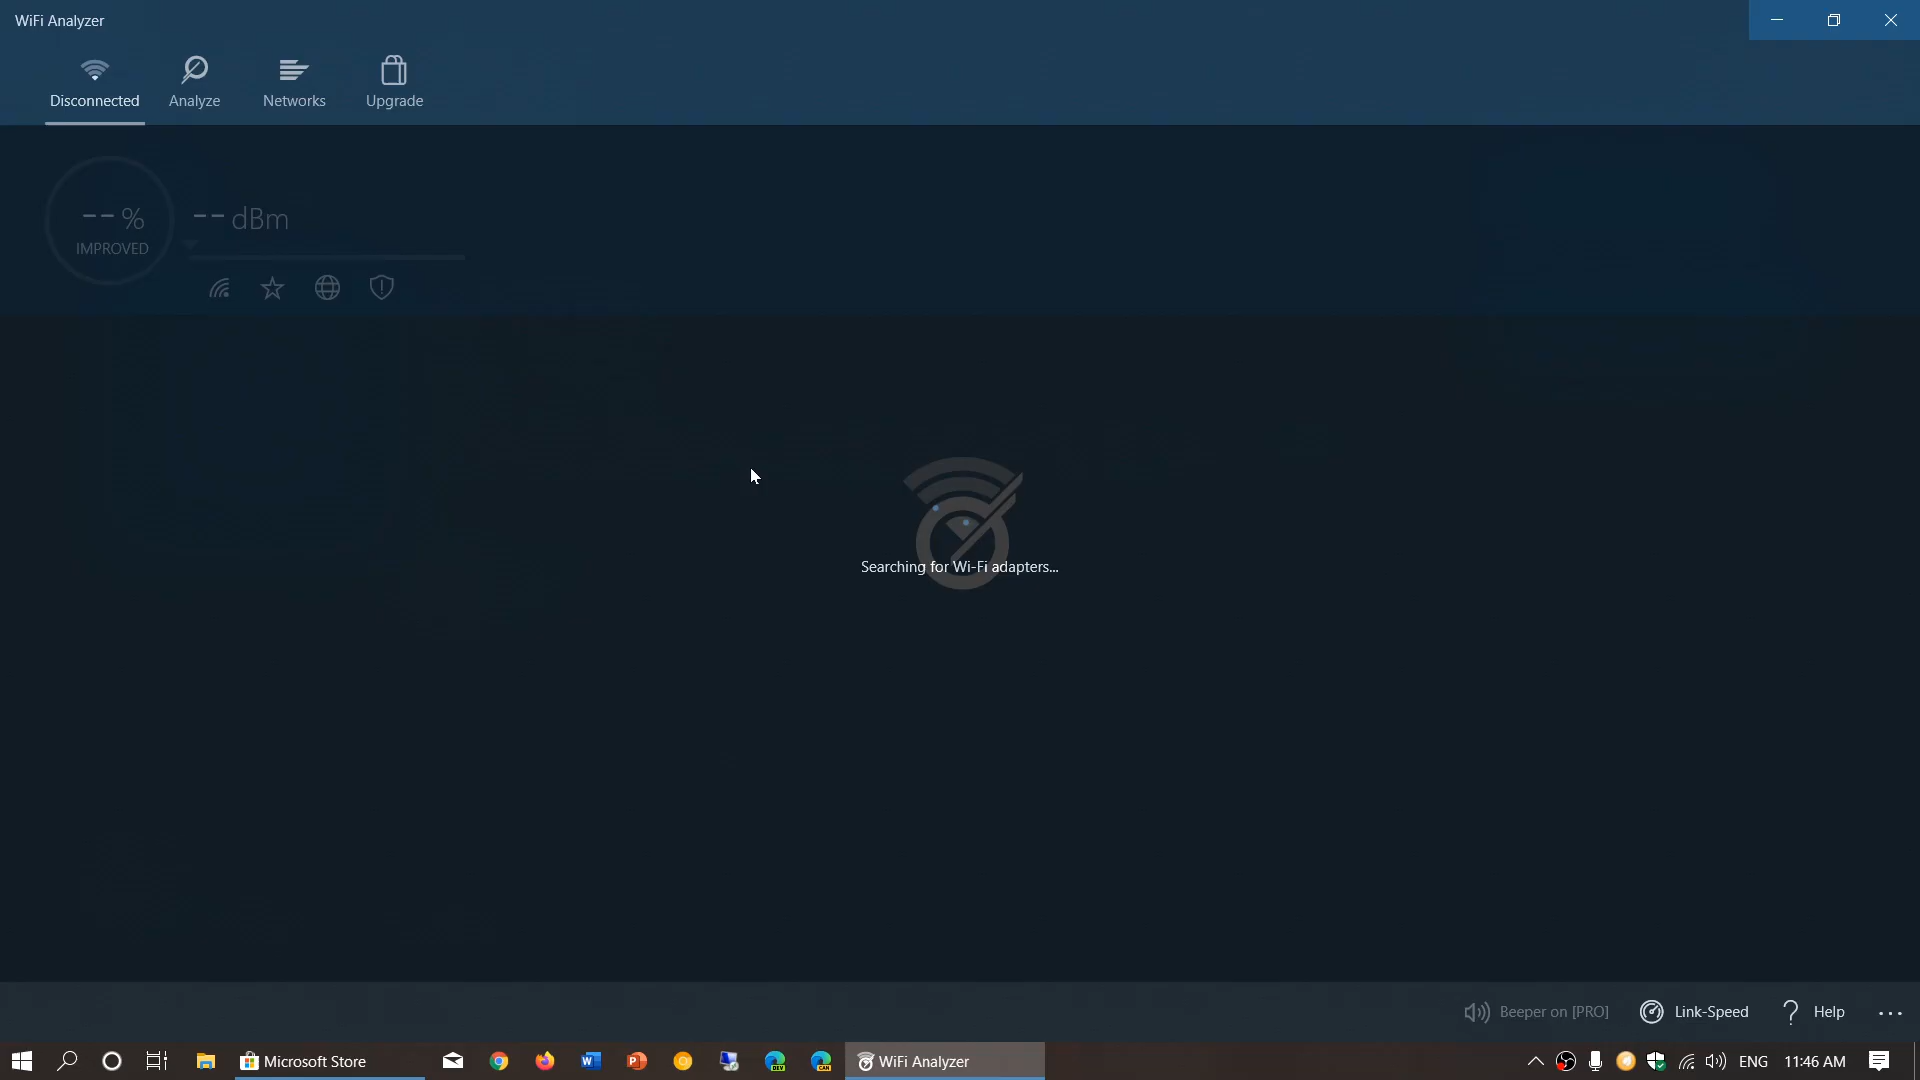 WiFi Analyzer
Disconnected
Analyze
Networks
Upgrade
--% 
--dBm
IMPROVED
Searching for Wi-Fi adapters...
Beeper on [PRO]
Link-Speed
Help
Microsoft Store
WiFi Analyzer
ENG
11:46 AM